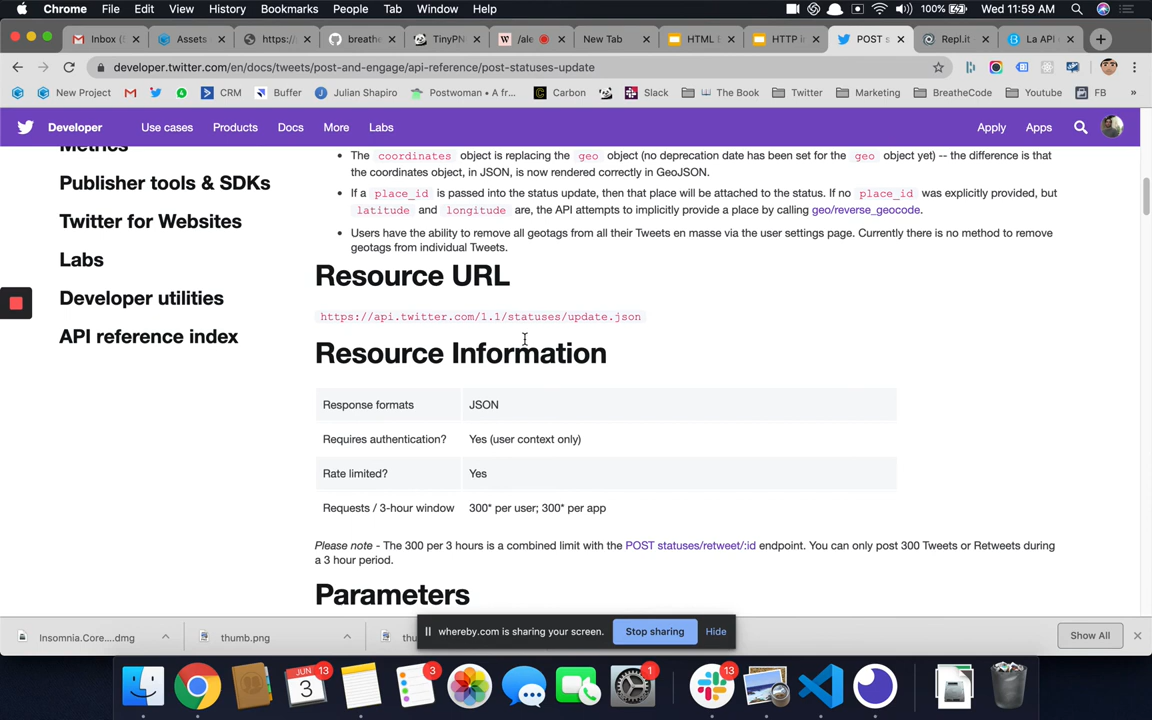 Chrome File Edit View History Bookmarks People Tab Window Help 100% Wed 11:59 AM
Inbox ( Assets https:/ breathe TinyPN /ale New Tab HTML HTTP in POST s Repl.it La API
developer.twitter.com/en/docs/tweets/post-and-engage/api-reference/post-statuses-update
New Project CRM Buffer Julian Shapiro Postwoman • A fr... Carbon Slack The Book Twitter Marketing BreatheCode Youtube FB »
Developer Use cases Products Docs More Labs Apply Apps
Metrics
Publisher tools & SDKs
Twitter for Websites
Labs
Developer utilities
API reference index
• The coordinates object is replacing the geo object (no deprecation date has been set for the geo object yet) -- the difference is that
the coordinates object, in JSON, is now rendered correctly in GeoJSON.
• If a place_id is passed into the status update, then that place will be attached to the status. If no place_id was explicitly provided, but
latitude and longitude are, the API attempts to implicitly provide a place by calling geo/reverse_geocode.
• Users have the ability to remove all geotags from all their Tweets en masse via the user settings page. Currently there is no method to remove
geotags from individual Tweets.
Resource URL
https://api.twitter.com/1.1/statuses/update.json
Resource Information
Response formats JSON
Requires authentication? Yes (user context only)
Rate limited? Yes
Requests / 3-hour window 300* per user; 300* per app
Please note - The 300 per 3 hours is a combined limit with the POST statuses/retweet/:id endpoint. You can only post 300 Tweets or Retweets during
a 3 hour period.
Parameters
Insomnia.Core....dmg thumb.png thu Show All
whereby.com is sharing your screen. Stop sharing Hide
JUN 3 13 3 1 13